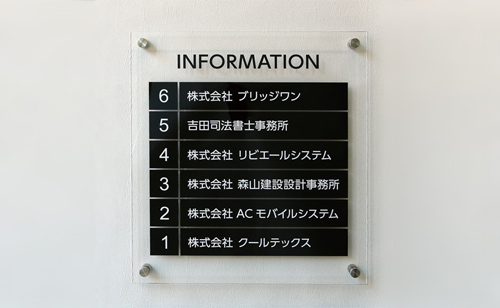 INFORMATION
6 株式会社 ブリッジワン
5 吉田司法書士事務所
4 株式会社 リビエールシステム
3 株式会社 森山建設設計事務所
2 株式会社 AC モバイルシステム
1 株式会社 クールテックス